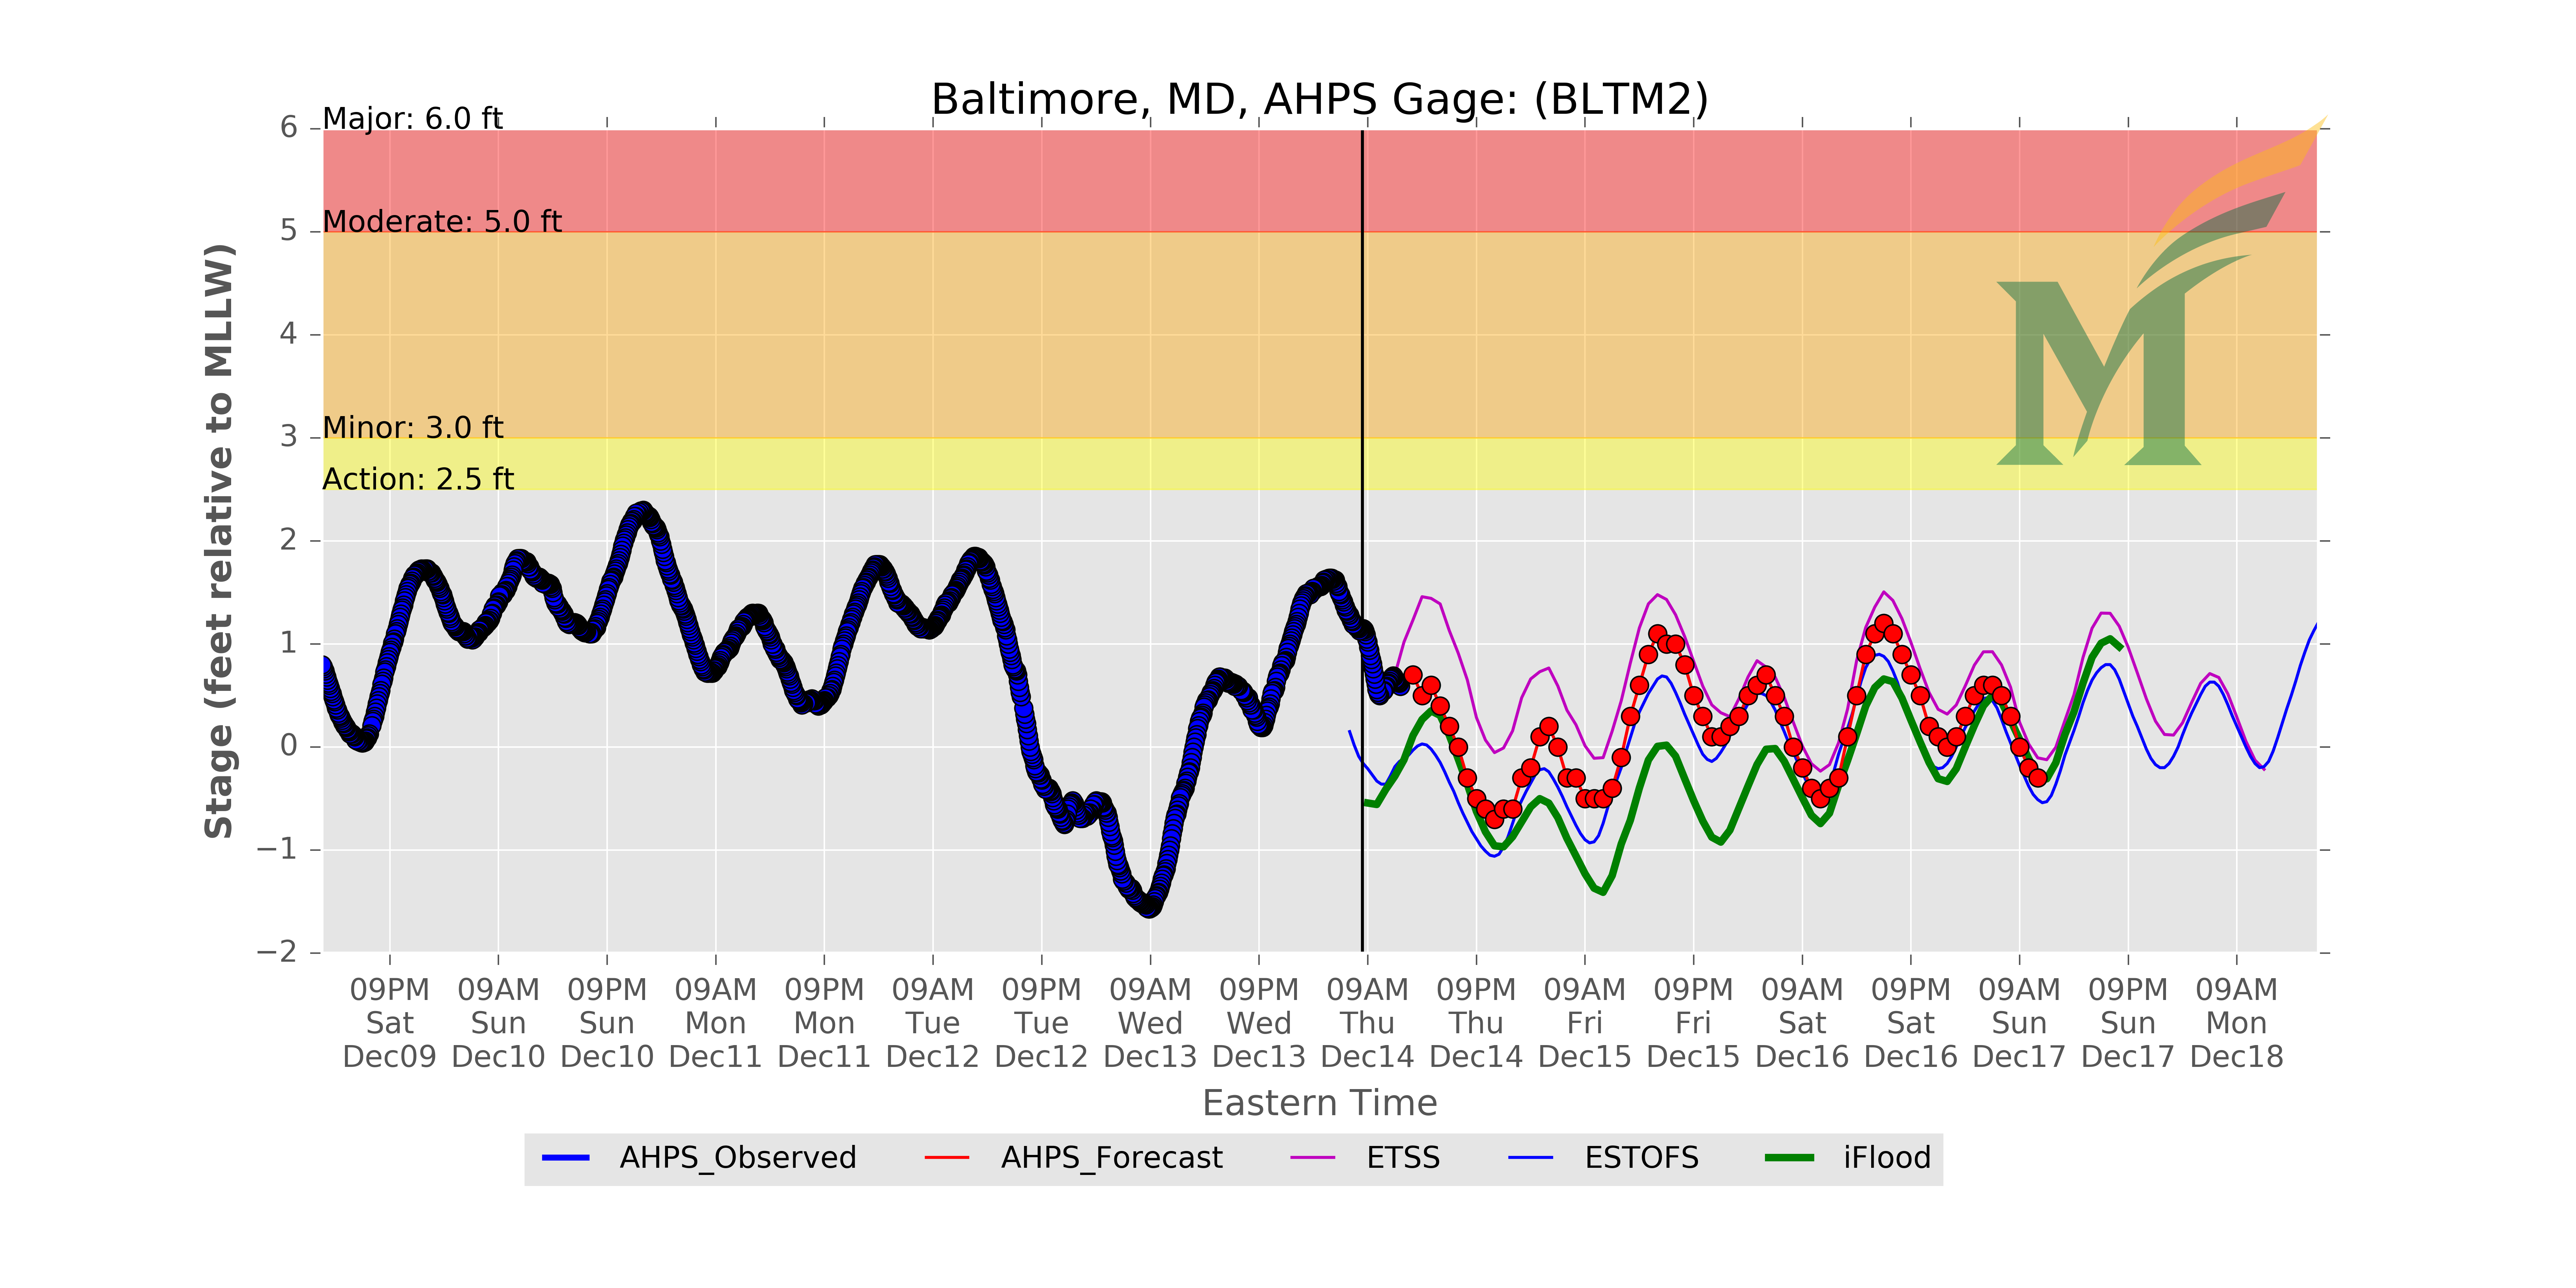 Baltimore, MD, AHPS Gage: (BLTM2)
Major: 6.0 ft
Moderate: 5.0 ft
Minor: 3.0 ft
Action: 2.5 ft
Stage (feet relative to MLLW)
6
5
4
3
2
1
0
−1
−2
09PM 09AM 09PM 09AM 09PM 09AM 09PM 09AM 09PM 09AM 09PM 09AM 09PM 09AM 09PM 09AM 09PM 09AM
Sat Sun Sun Mon Mon Tue Tue Wed Wed Thu Thu Fri Fri Sat Sat Sun Sun Mon
Dec09 Dec10 Dec10 Dec11 Dec11 Dec12 Dec12 Dec13 Dec13 Dec14 Dec14 Dec15 Dec15 Dec16 Dec16 Dec17 Dec17 Dec18
Eastern Time
AHPS_Observed AHPS_Forecast ETSS ESTOFS iFlood
M